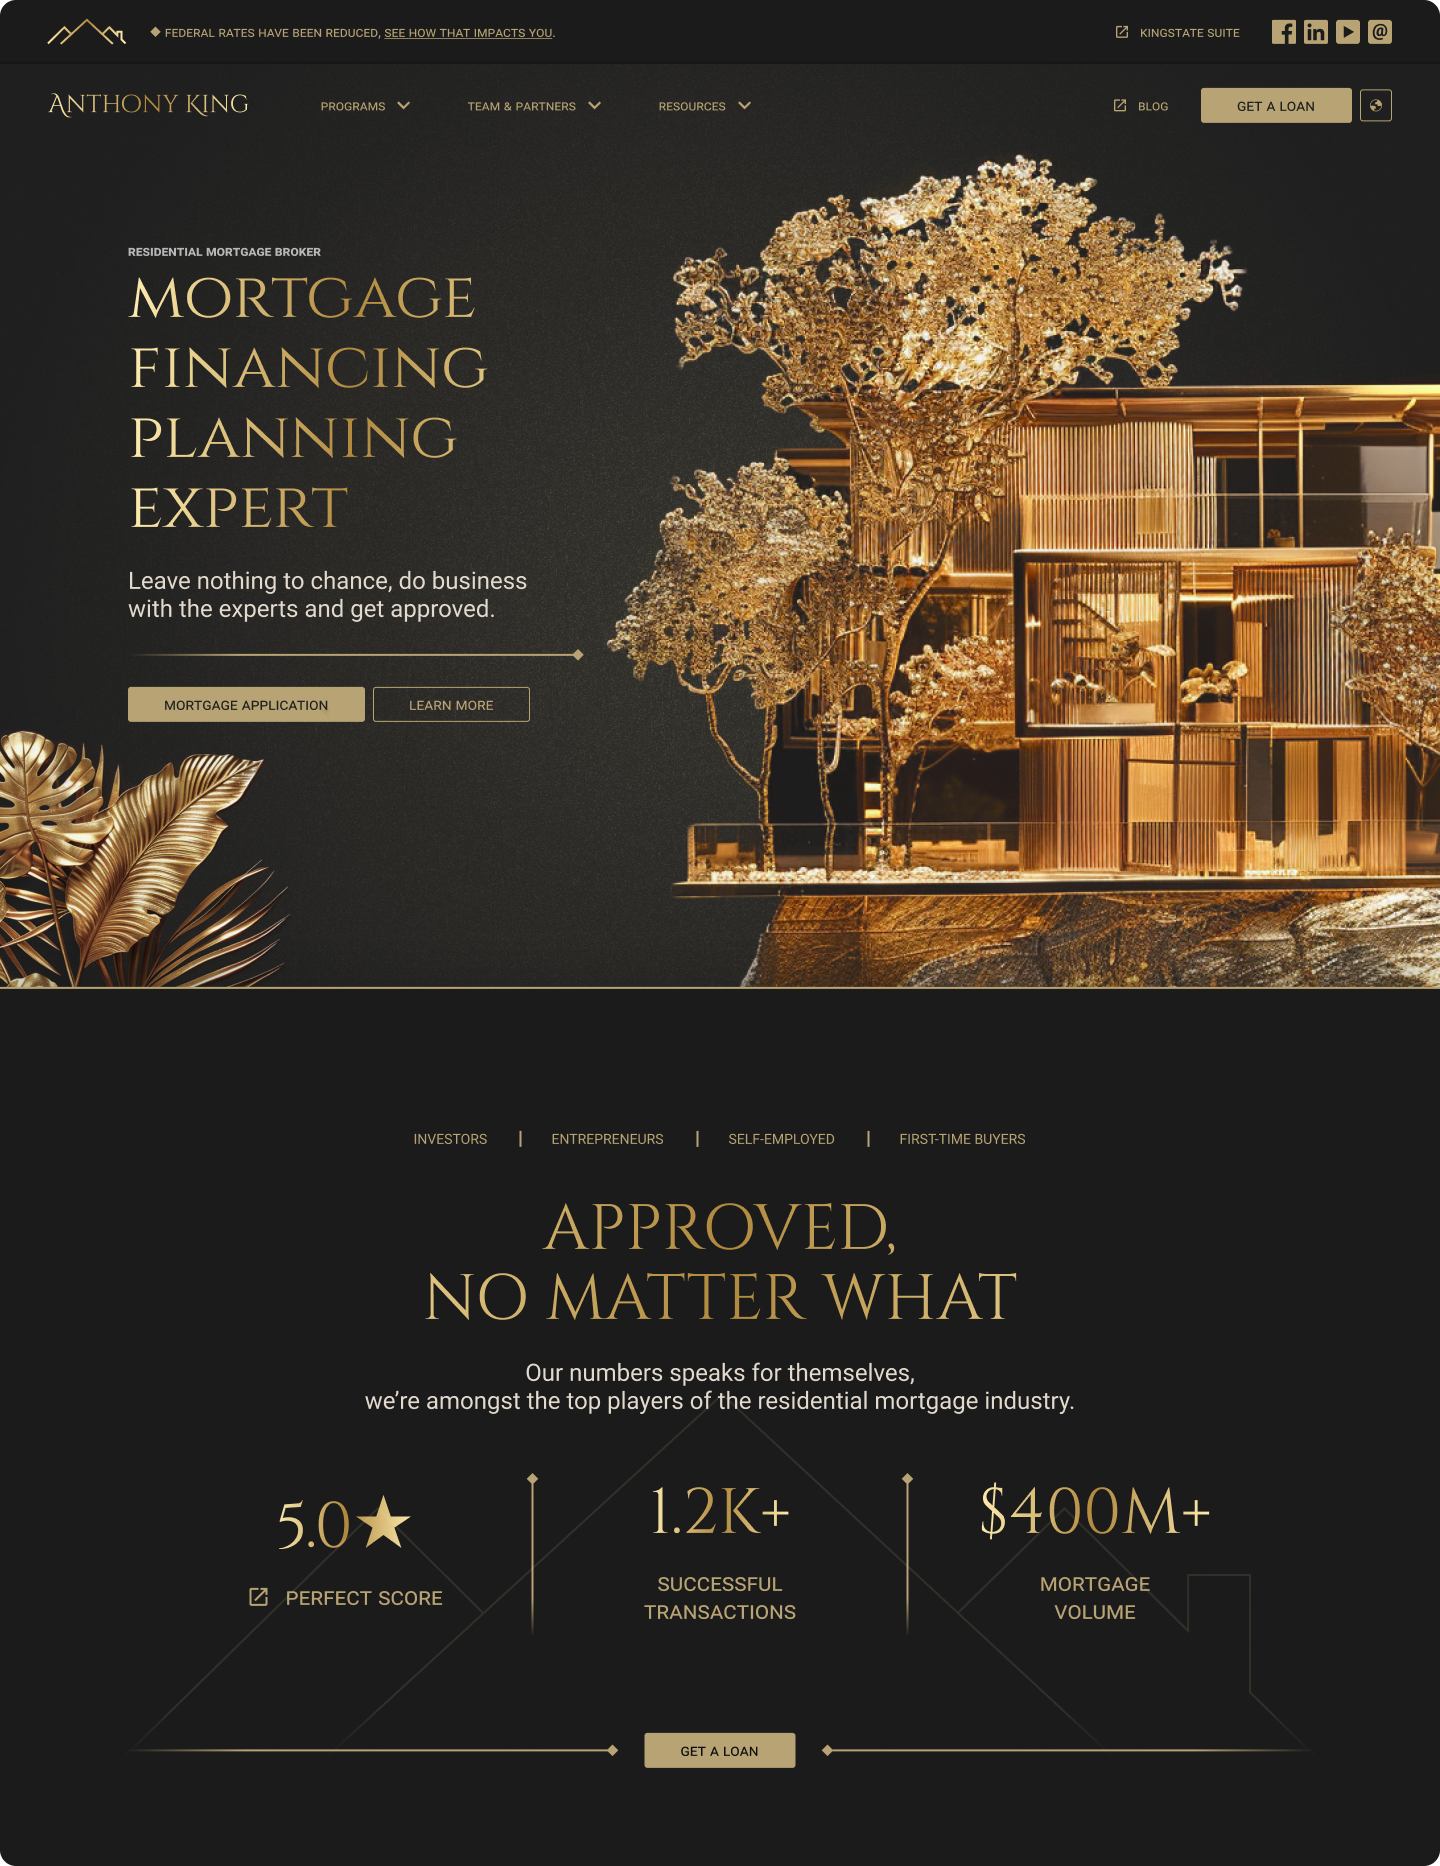 FEDERAL RATES HAVE BEEN REDUCED, SEE HOW THAT IMPACTS YOU.
KINGSTATE SUITE
ANTHONY KING
PROGRAMS
TEAM & PARTNERS
RESOURCES
BLOG
GET A LOAN
RESIDENTIAL MORTGAGE BROKER
MORTGAGE
FINANCING
PLANNING
EXPERT
Leave nothing to chance, do business
with the experts and get approved.
MORTGAGE APPLICATION
LEARN MORE
INVESTORS
ENTREPRENEURS
SELF-EMPLOYED
FIRST-TIME BUYERS
APPROVED,
NO MATTER WHAT
Our numbers speaks for themselves,
we’re amongst the top players of the residential mortgage industry.
5.0★
PERFECT SCORE
1.2K+
SUCCESSFUL
TRANSACTIONS
$400M+
MORTGAGE
VOLUME
GET A LOAN